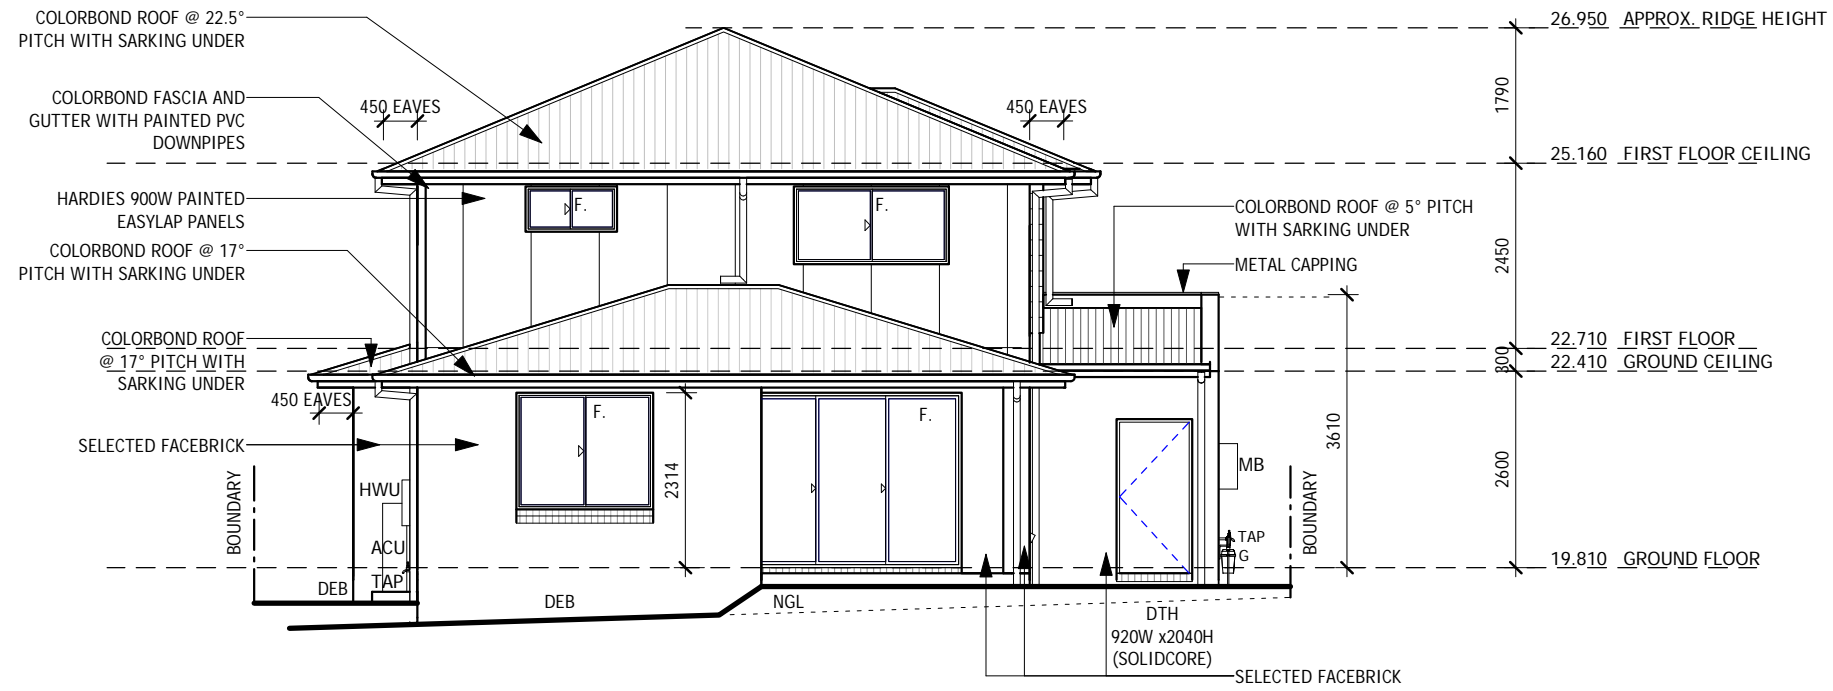 COLORBOND ROOF @ 22.5°
PITCH WITH SARKING UNDER
COLORBOND FASCIA AND
GUTTER WITH PAINTED PVC
DOWNPIPES
HARDIES 900W PAINTED
EASYLAP PANELS
COLORBOND ROOF @ 17°
PITCH WITH SARKING UNDER
COLORBOND ROOF
@ 17° PITCH WITH
SARKING UNDER
450 EAVES
SELECTED FACEBRICK
450 EAVES
450 EAVES
F.
F.
F.
F.
2314
BOUNDARY
HWU
ACU
TAP
DEB
DEB
NGL
DTH
920W x2040H
(SOLIDCORE)
SELECTED FACEBRICK
COLORBOND ROOF @ 5° PITCH
WITH SARKING UNDER
METAL CAPPING
3610
MB
TAP
G
BOUNDARY
26.950 APPROX. RIDGE HEIGHT
1790
25.160 FIRST FLOOR CEILING
2450
22.710 FIRST FLOOR
300
22.410 GROUND CEILING
2600
19.810 GROUND FLOOR